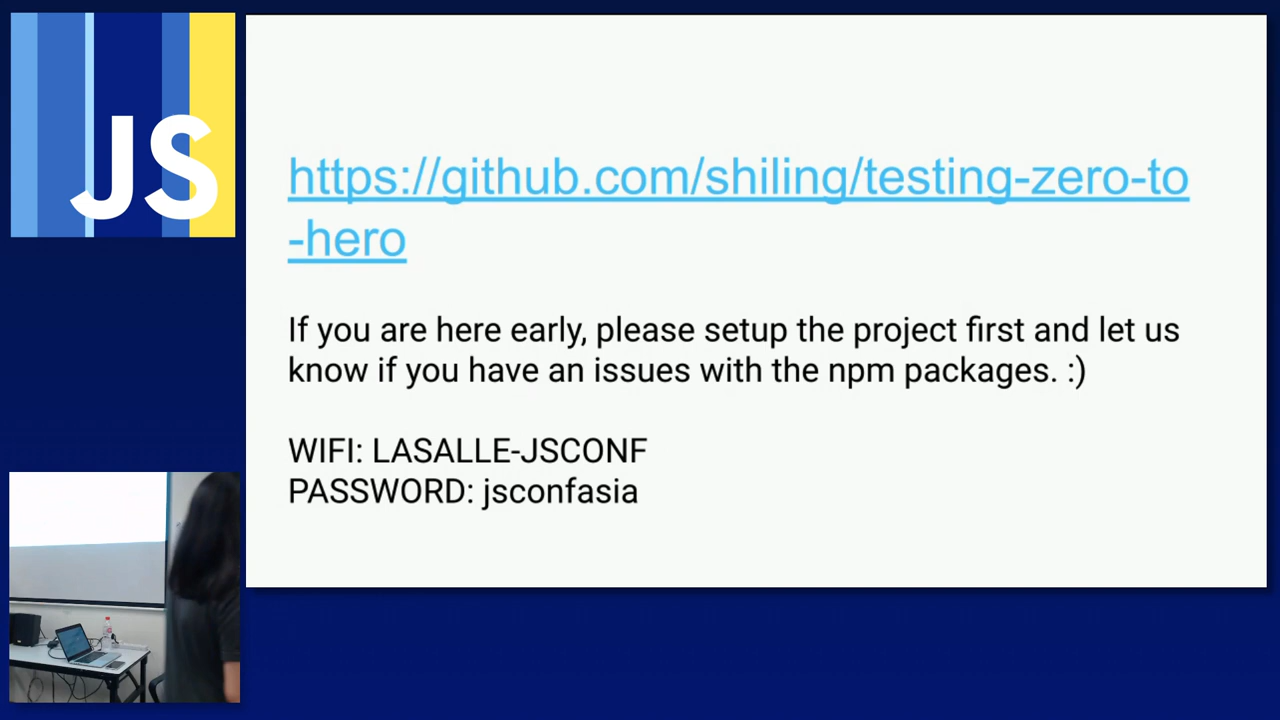 JS
https://github.com/shiling/testing-zero-to
-hero
If you are here early, please setup the project first and let us
know if you have an issues with the npm packages. :)
WIFI: LASALLE-JSCONF
PASSWORD: jsconfasia